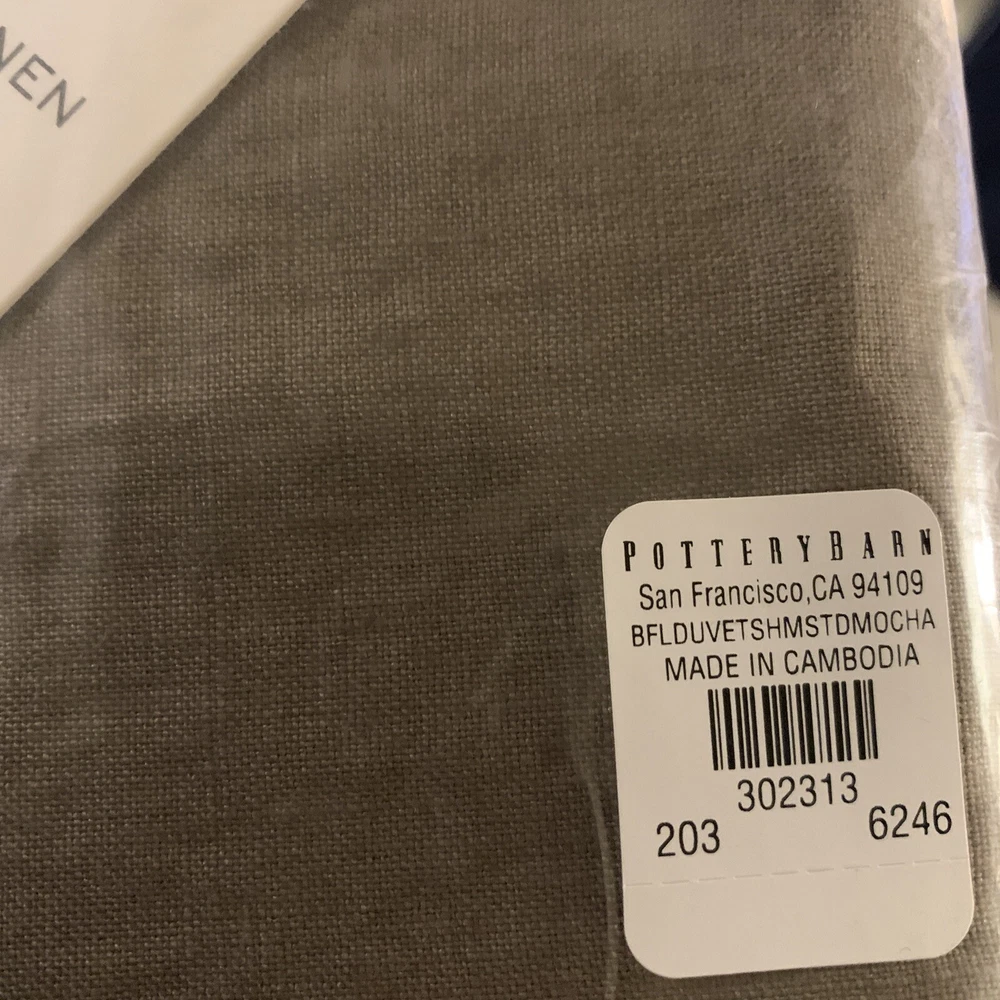 NEN
POTTERYBARN
San Francisco,CA 94109
BFLDUVETSHMSTDMOCHA
MADE IN CAMBODIA
302313
203 6246